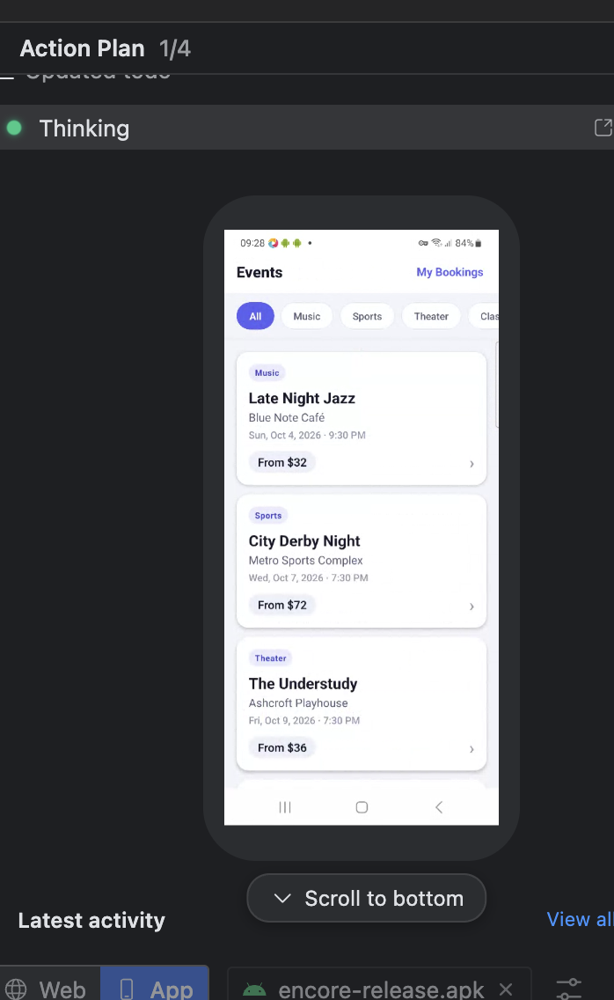 Action Plan 1/4
Updated todo
Thinking
09:28 84%
Events My Bookings
All Music Sports Theater Clas
Music
Late Night Jazz
Blue Note Café
Sun, Oct 4, 2026 · 9:30 PM
From $32 ›
Sports
City Derby Night
Metro Sports Complex
Wed, Oct 7, 2026 · 7:30 PM
From $72 ›
Theater
The Understudy
Ashcroft Playhouse
Fri, Oct 9, 2026 · 7:30 PM
From $36 ›
Scroll to bottom
Latest activity View all
Web App encore-release.apk